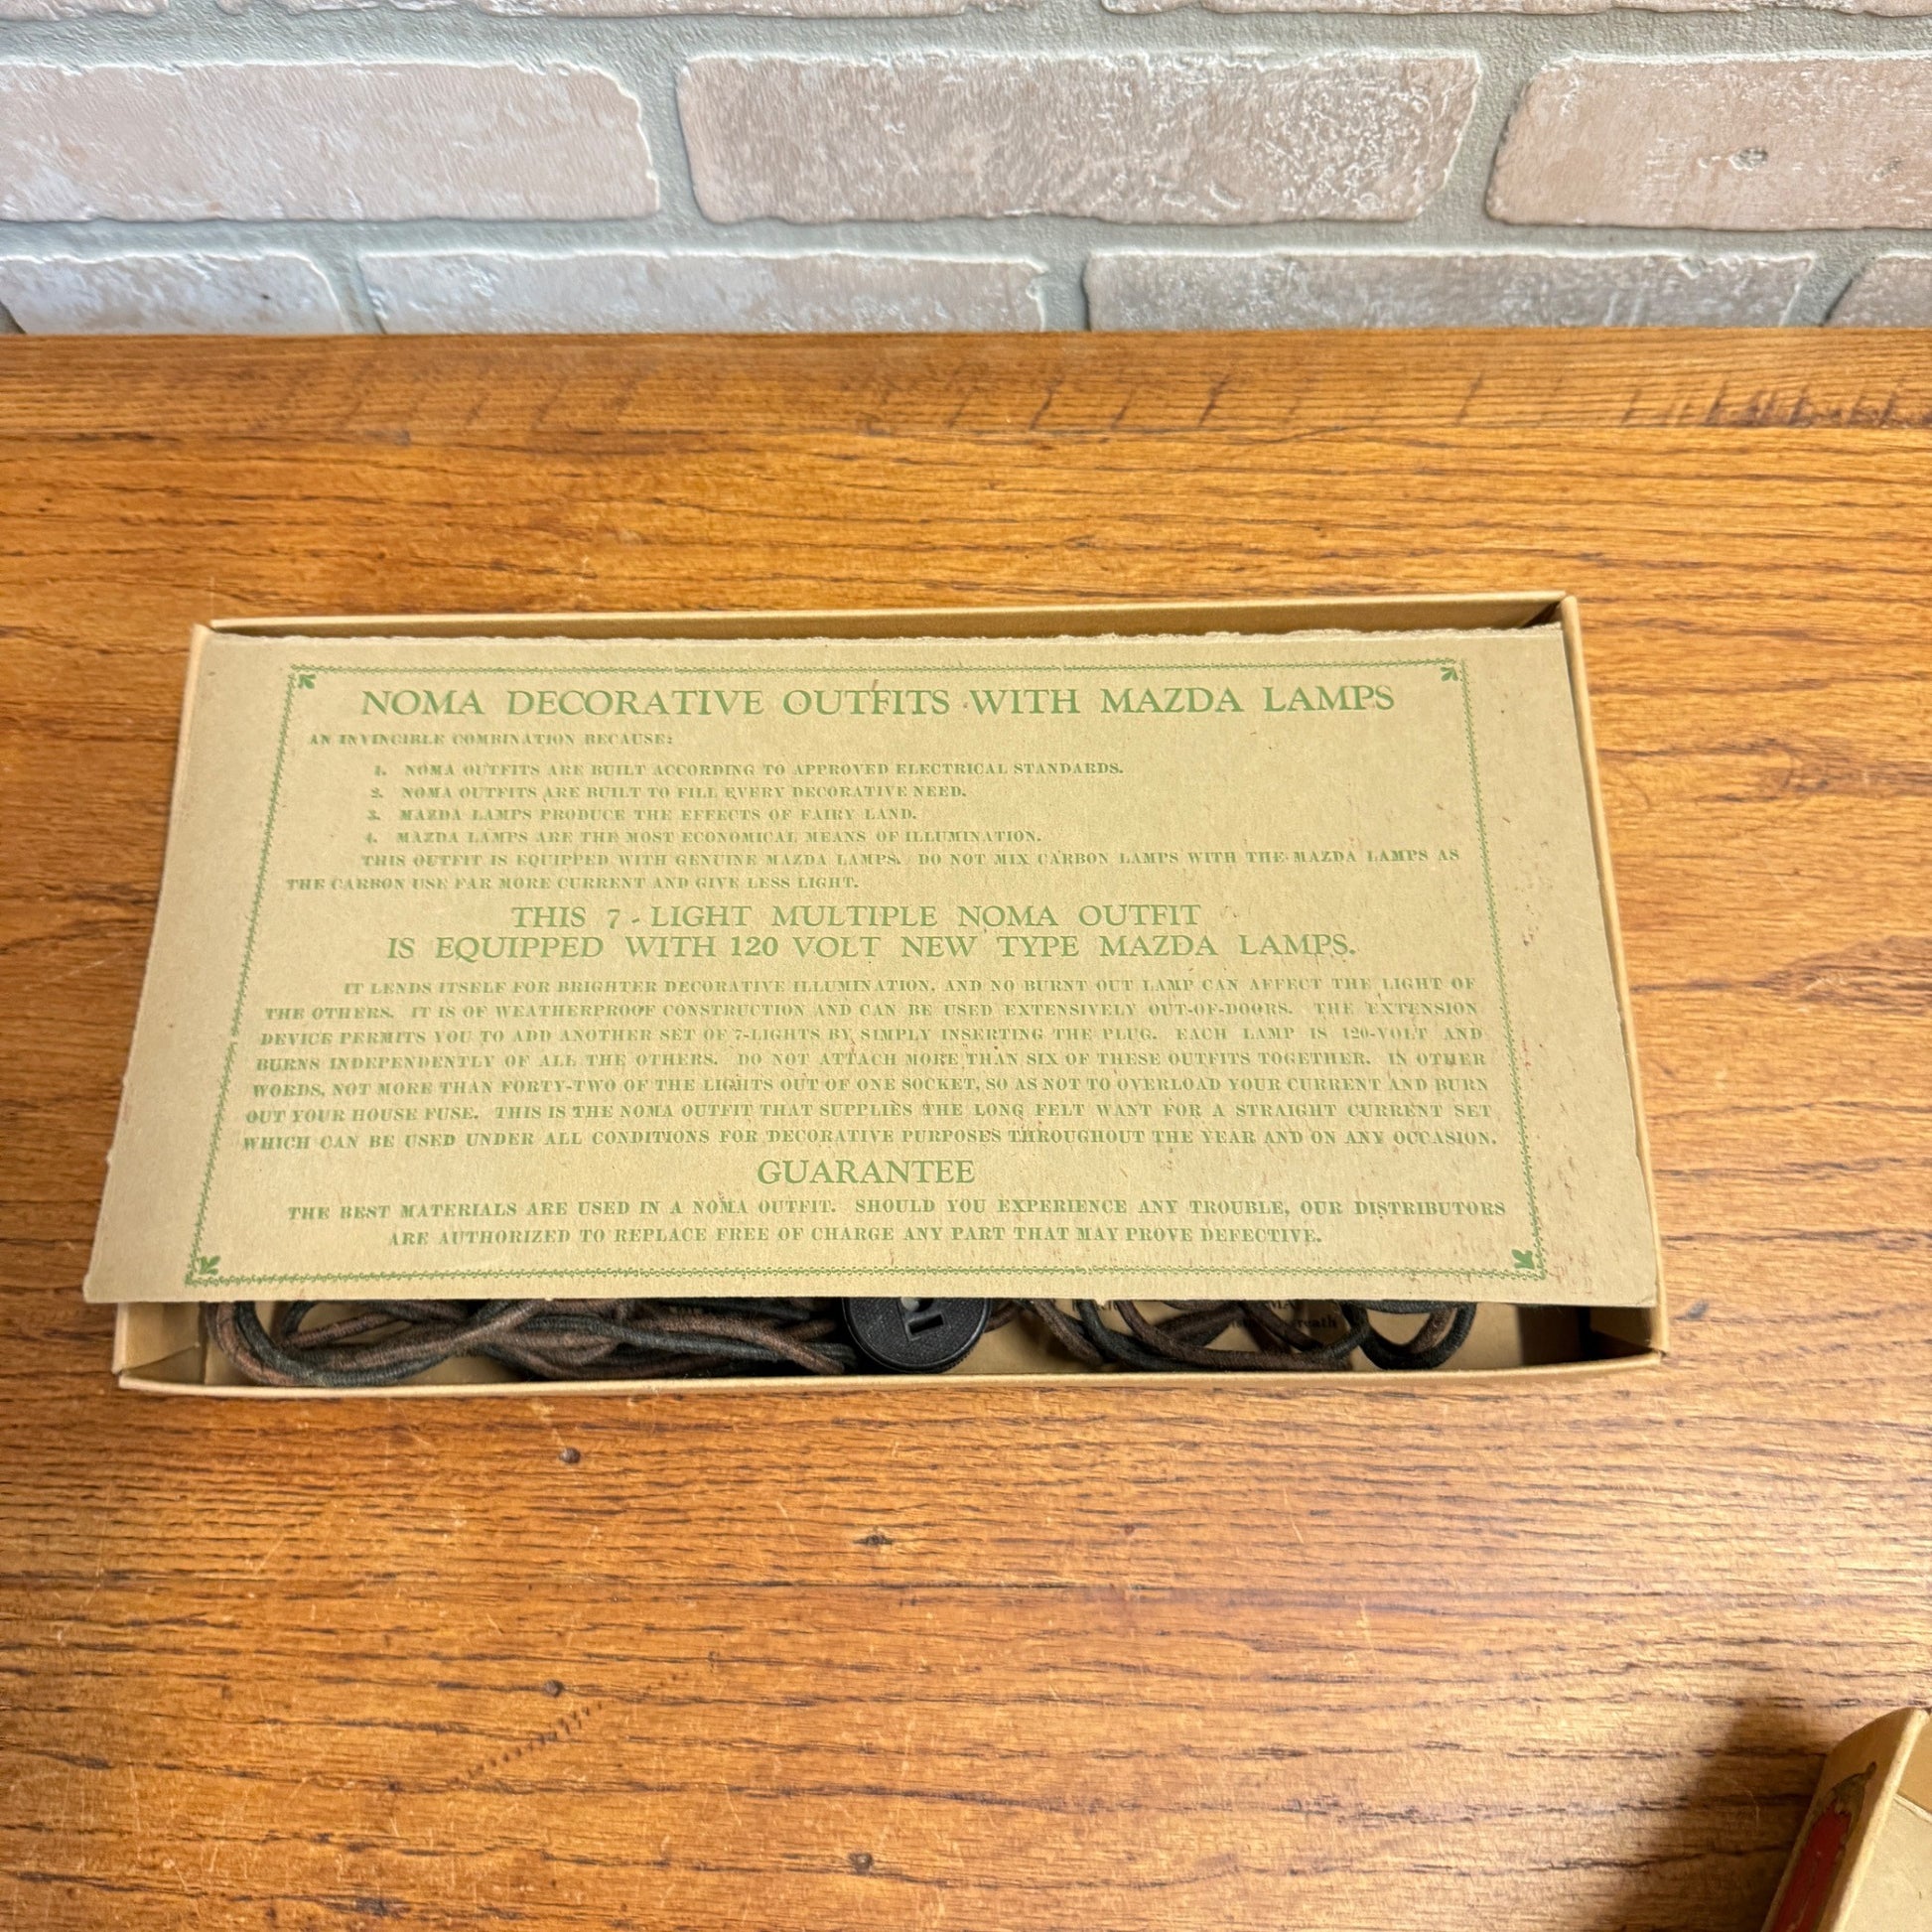 NOMA DECORATIVE OUTFITS WITH MAZDA LAMPS
AN INVINCIBLE COMBINATION BECAUSE:
1. NOMA OUTFITS ARE BUILT ACCORDING TO APPROVED ELECTRICAL STANDARDS.
2. NOMA OUTFITS ARE BUILT TO FILL EVERY DECORATIVE NEED.
3. MAZDA LAMPS PRODUCE THE EFFECTS OF FAIRY LAND.
4. MAZDA LAMPS ARE THE MOST ECONOMICAL MEANS OF ILLUMINATION.
THIS OUTFIT IS EQUIPPED WITH GENUINE MAZDA LAMPS. DO NOT MIX CARBON LAMPS WITH THE MAZDA LAMPS AS
THE CARBON USE FAR MORE CURRENT AND GIVE LESS LIGHT.
THIS 7-LIGHT MULTIPLE NOMA OUTFIT
IS EQUIPPED WITH 120 VOLT NEW TYPE MAZDA LAMPS.
IT LENDS ITSELF FOR BRIGHTER DECORATIVE ILLUMINATION, AND NO BURNT OUT LAMP CAN AFFECT THE LIGHT OF
THE OTHERS. IT IS OF WEATHERPROOF CONSTRUCTION AND CAN BE USED EXTENSIVELY OUT-OF-DOORS. THE EXTENSION
DEVICE PERMITS YOU TO ADD ANOTHER SET OF 7-LIGHTS BY SIMPLY INSERTING THE PLUG. EACH LAMP IS 120-VOLT AND
BURNS INDEPENDENTLY OF ALL THE OTHERS. DO NOT ATTACH MORE THAN SIX OF THESE OUTFITS TOGETHER. IN OTHER
WORDS, NOT MORE THAN FORTY-TWO OF THE LIGHTS OUT OF ONE SOCKET, SO AS NOT TO OVERLOAD YOUR CURRENT AND BURN
OUT YOUR HOUSE FUSE. THIS IS THE NOMA OUTFIT THAT SUPPLIES THE LONG FELT WANT FOR A STRAIGHT CURRENT SET
WHICH CAN BE USED UNDER ALL CONDITIONS FOR DECORATIVE PURPOSES THROUGHOUT THE YEAR AND ON ANY OCCASION.
GUARANTEE
THE BEST MATERIALS ARE USED IN A NOMA OUTFIT. SHOULD YOU EXPERIENCE ANY TROUBLE, OUR DISTRIBUTORS
ARE AUTHORIZED TO REPLACE FREE OF CHARGE ANY PART THAT MAY PROVE DEFECTIVE.